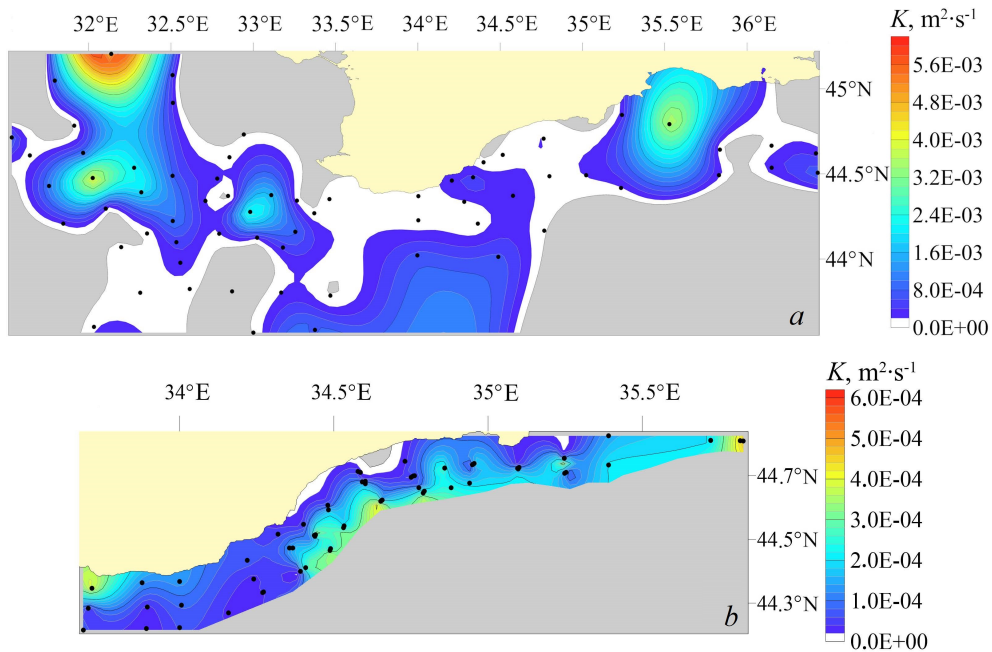 32°E 32.5°E 33°E 33.5°E 34°E 34.5°E 35°E 35.5°E 36°E
K, m²·s⁻¹
45°N
44.5°N
44°N
5.6E-03
4.8E-03
4.0E-03
3.2E-03
2.4E-03
1.6E-03
8.0E-04
0.0E+00
a
34°E 34.5°E 35°E 35.5°E
K, m²·s⁻¹
44.7°N
44.5°N
44.3°N
6.0E-04
5.0E-04
4.0E-04
3.0E-04
2.0E-04
1.0E-04
0.0E+00
b